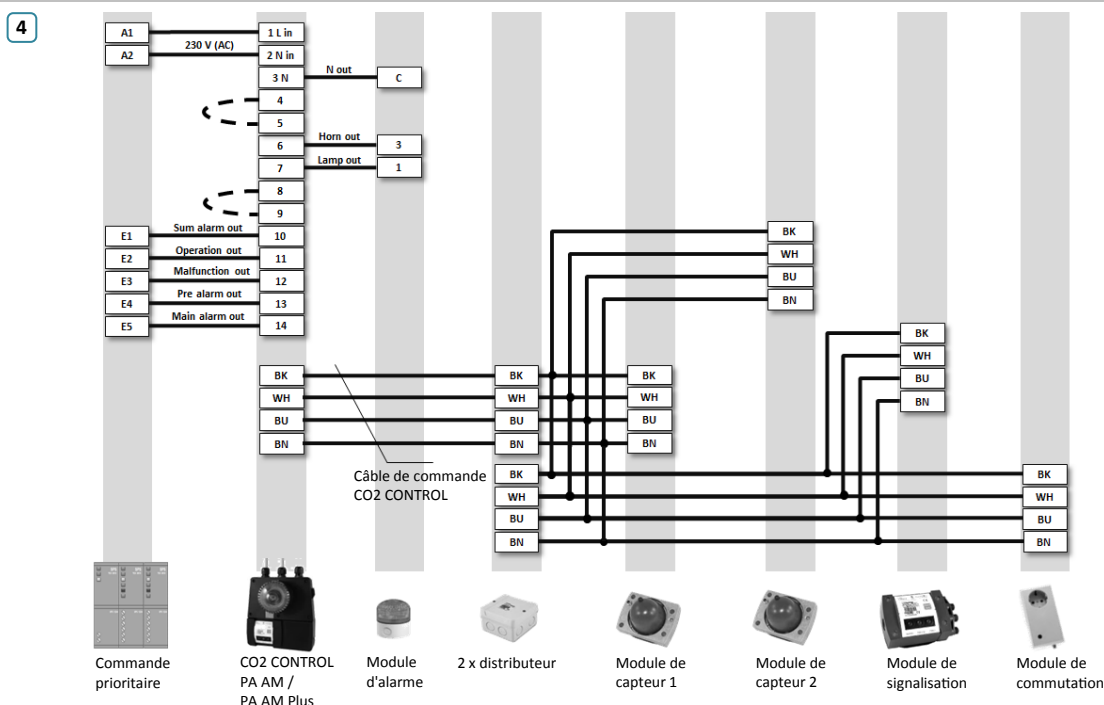 4
A1 1 L in
230 V (AC)
A2 2 N in
3 N N out C
4
5
6 Horn out 3
7 Lamp out 1
8
9
E1 Sum alarm out 10
E2 Operation out 11
E3 Malfunction out 12
E4 Pre alarm out 13
E5 Main alarm out 14
BK
WH
BU
BN
BK
WH
BU
BN
BK BK BK
WH WH WH
BU BU BU
BN BN BN
Câble de commande
CO2 CONTROL
BK BK
WH WH
BU BU
BN BN
Commande
prioritaire
CO2 CONTROL
PA AM /
PA AM Plus
Module
d'alarme
2 x distributeur
Module de
capteur 1
Module de
capteur 2
Module de
signalisation
Module de
commutation